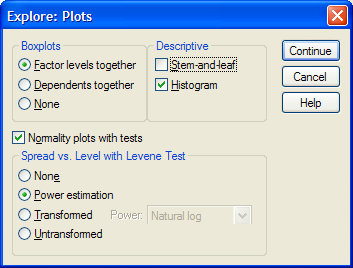 Explore: Plots
Boxplots
Factor levels together
Dependents together
None
Descriptive
Stem-and-leaf
Histogram
Continue
Cancel
Help
Normality plots with tests
Spread vs. Level with Levene Test
None
Power estimation
Transformed Power: Natural log
Untransformed